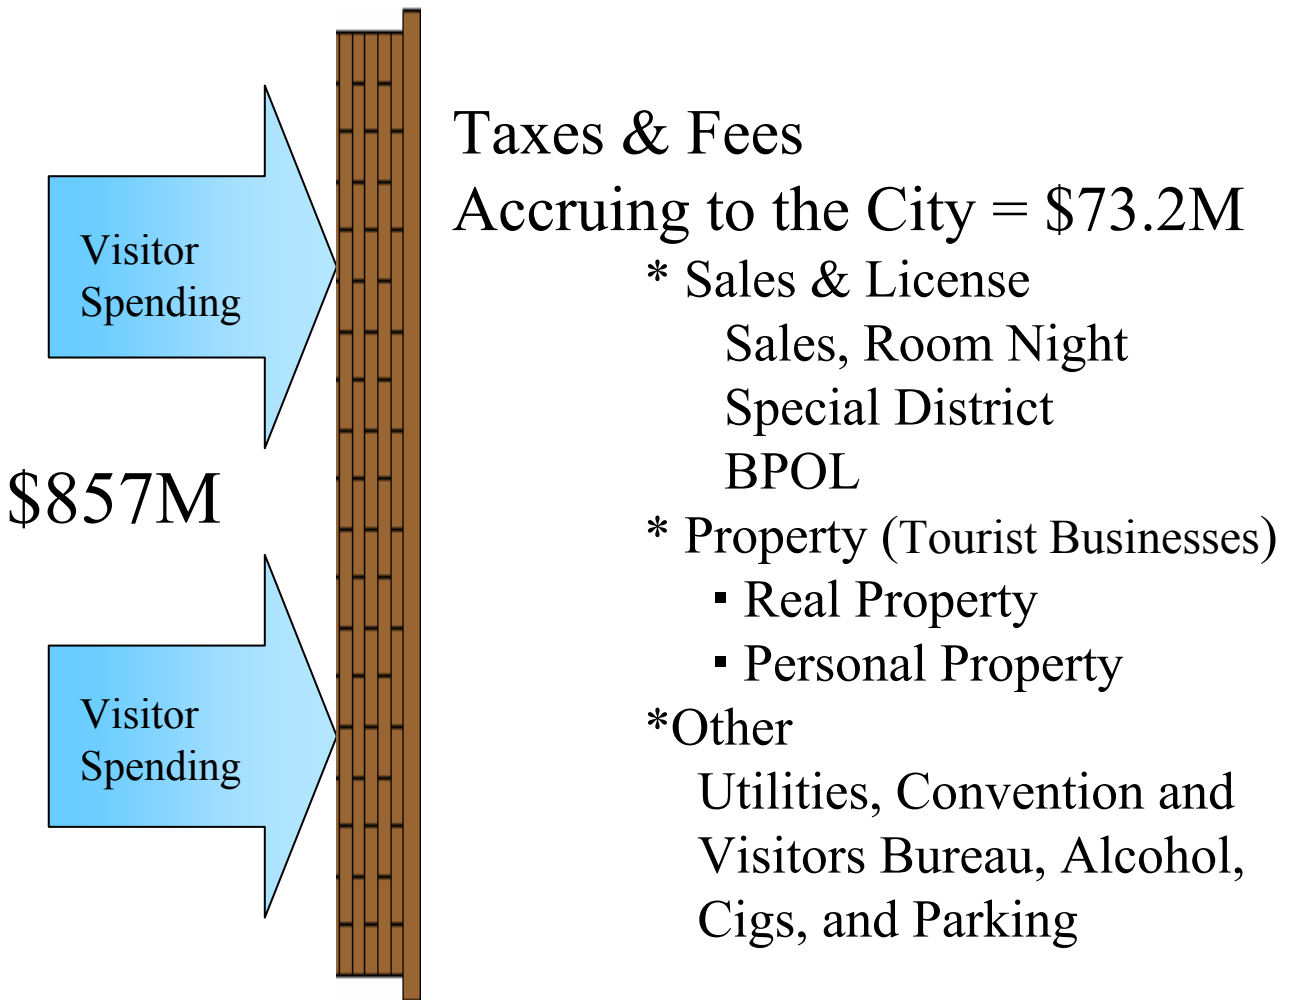 Visitor
Spending
$857M
Visitor
Spending
Taxes & Fees
Accruing to the City = $73.2M
* Sales & License
Sales, Room Night
Special District
BPOL
* Property (Tourist Businesses)
▪ Real Property
▪ Personal Property
*Other
Utilities, Convention and
Visitors Bureau, Alcohol,
Cigs, and Parking